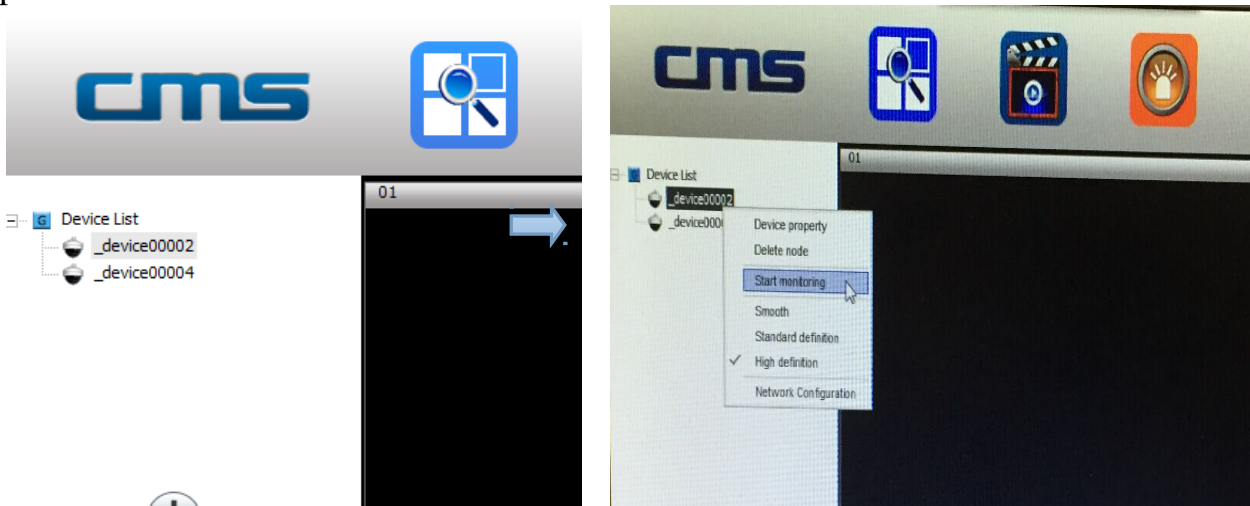 cms
01
G Device List
_device00002
_device00004
cms
01
G Device List
_device00002
_device000
Device property
Delete node
Start monitoring
Smooth
Standard definition
High definition
Network Configuration